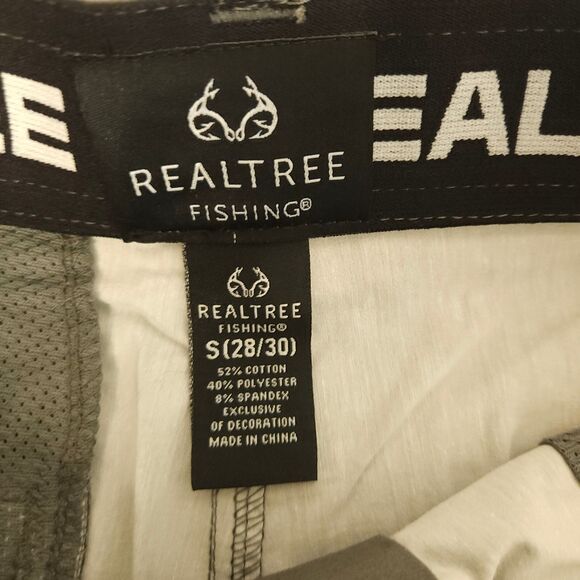 LE
EAL
REALTREE
FISHING®
REALTREE
FISHING®
S(28/30)
52% COTTON
40% POLYESTER
8% SPANDEX
EXCLUSIVE
OF DECORATION
MADE IN CHINA